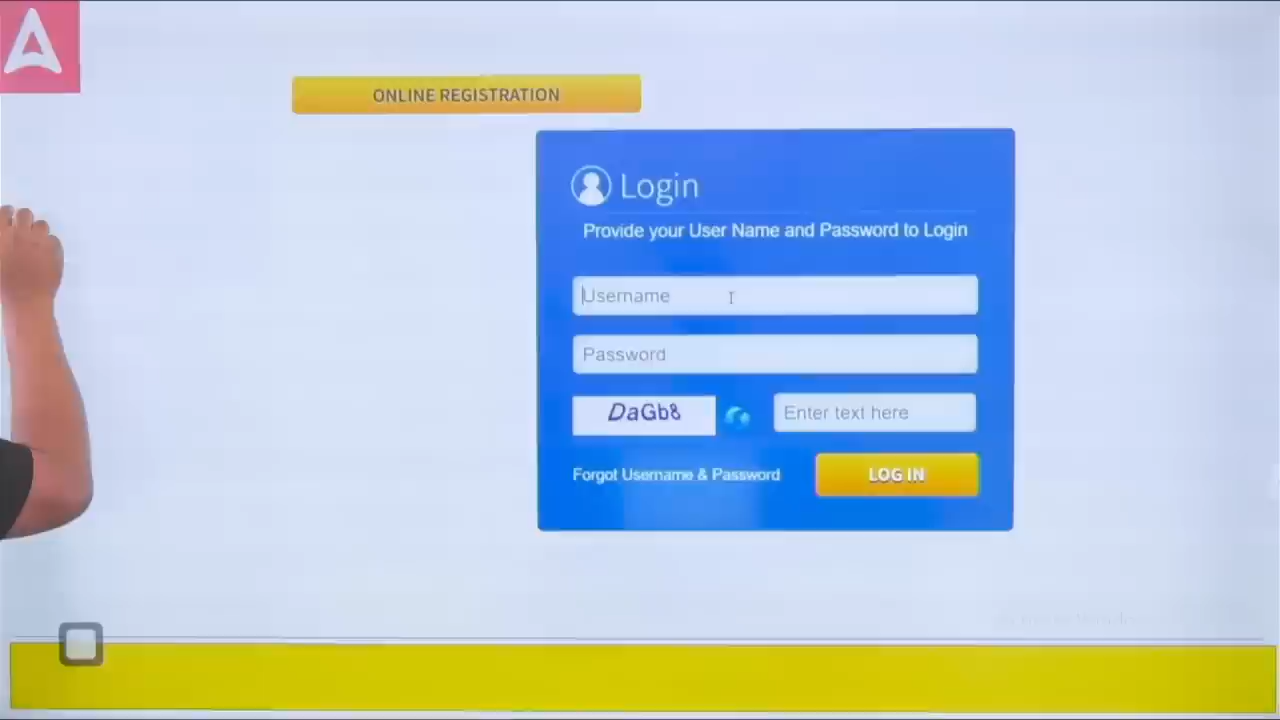 ONLINE REGISTRATION
Login
Provide your User Name and Password to Login
Username
Password
DaGb8
Enter text here
Forgot Username & Password
LOG IN